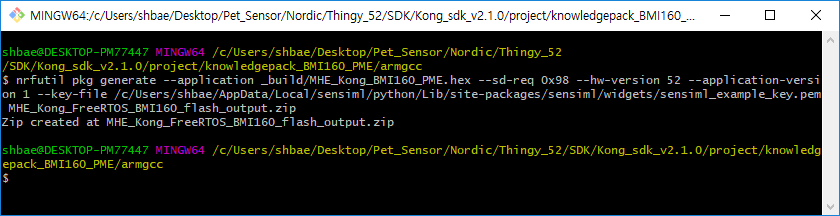 MINGW64:/c/Users/shbae/Desktop/Pet_Sensor/Nordic/Thingy_52/SDK/Kong_sdk_v2.1.0/project/knowledgepack_BMI160_...
shbae@DESKTOP-PM77447 MINGW64 /c/Users/shbae/Desktop/Pet_Sensor/Nordic/Thingy_52
/SDK/Kong_sdk_v2.1.0/project/knowledgepack_BMI160_PME/armgcc
$ nrfutil pkg generate --application _build/MHE_Kong_BMI160_PME.hex --sd-req 0x98 --hw-version 52 --application-versi
on 1 --key-file /c/Users/shbae/AppData/Local/sensiml/python/Lib/site-packages/sensiml/widgets/sensiml_example_key.pem
MHE_Kong_FreeRTOS_BMI160_flash_output.zip
Zip created at MHE_Kong_FreeRTOS_BMI160_flash_output.zip
shbae@DESKTOP-PM77447 MINGW64 /c/Users/shbae/Desktop/Pet_Sensor/Nordic/Thingy_52/SDK/Kong_sdk_v2.1.0/project/knowledg
epack_BMI160_PME/armgcc
$